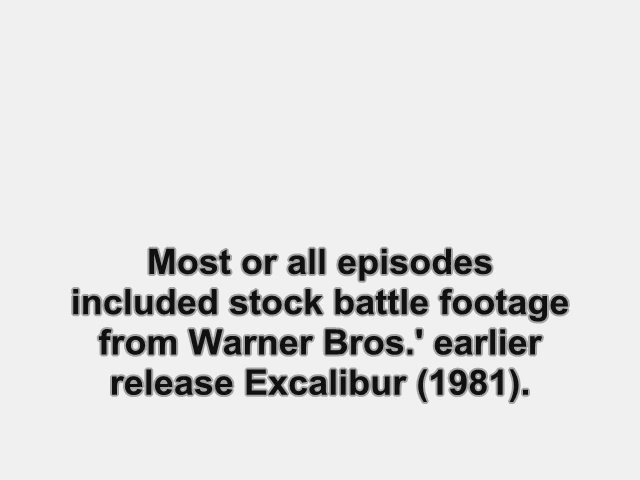 Most or all episodes
included stock battle footage
from Warner Bros.' earlier
release Excalibur (1981).